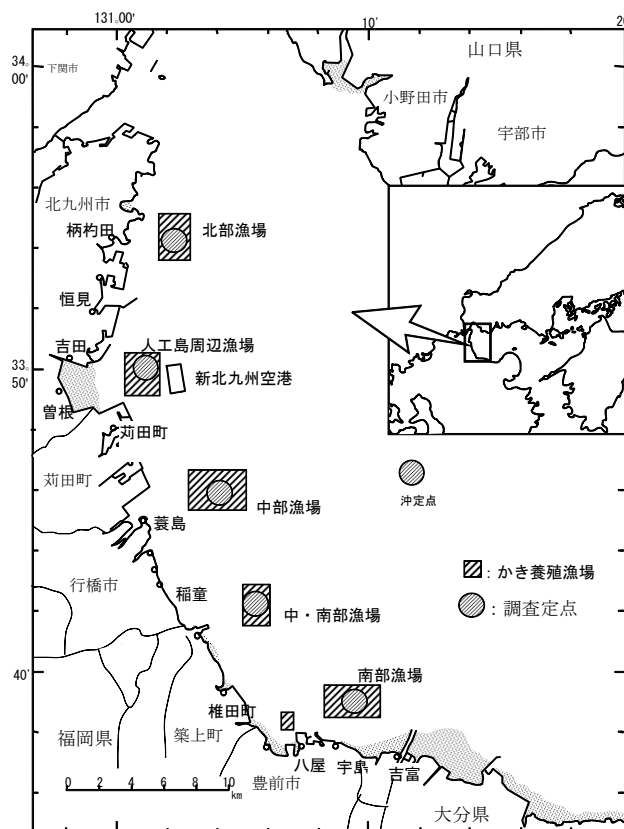 131°00'
10'
20
34°
00'
下関市
山口県
小野田市
宇部市
北九州市
柄杓田
北部漁場
恒見
吉田
人工島周辺漁場
33°
50'
新北九州空港
曽根
苅田町
苅田町
沖定点
中部漁場
蓑島
：かき養殖漁場
行橋市
稲童
中・南部漁場
：調査定点
40'
南部漁場
椎田町
福岡県
築上町
八屋
宇島
吉富
豊前市
0 2 4 6 8 10
km
大分県